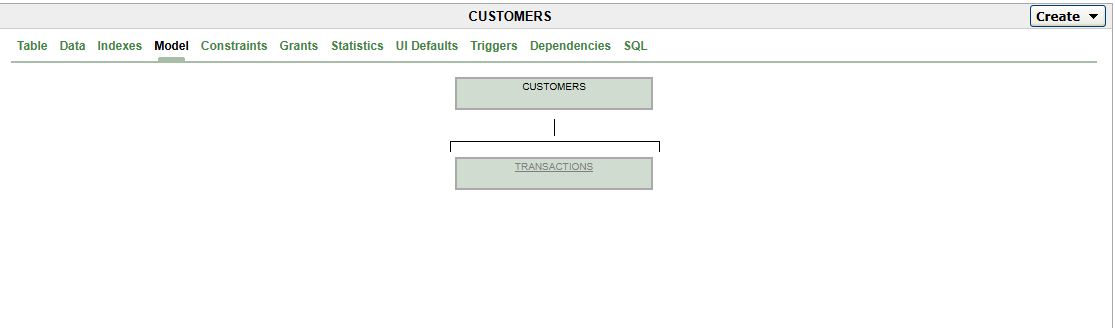 CUSTOMERS
Create
Table Data Indexes Model Constraints Grants Statistics UI Defaults Triggers Dependencies SQL
CUSTOMERS
TRANSACTIONS